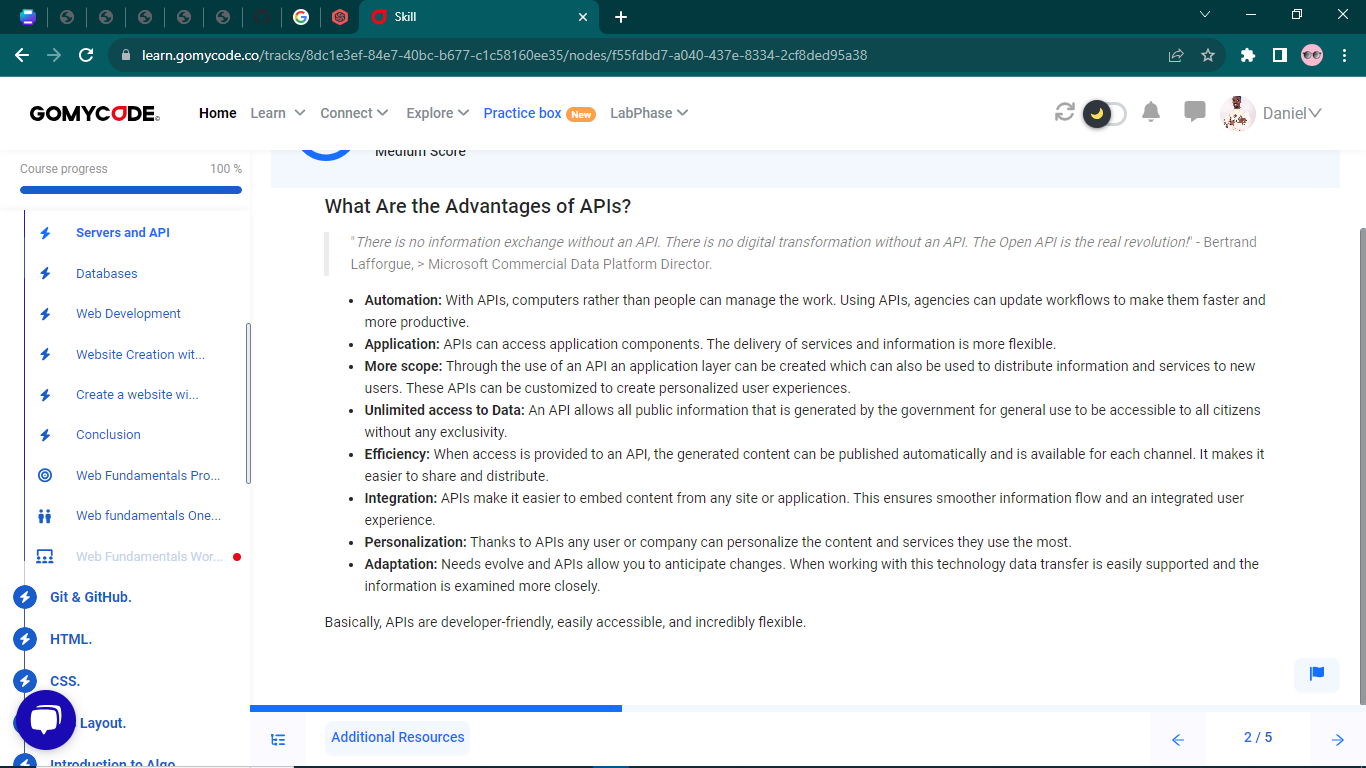 Skill
learn.gomycode.co/tracks/8dc1e3ef-84e7-40bc-b677-c1c58160ee35/nodes/f55fdbd7-a040-437e-8334-2cf8ded95a38
GOMYCODE
Home Learn Connect Explore Practice box New LabPhase Daniel
Course progress 100 %
Servers and API
Databases
Web Development
Website Creation wit...
Create a website wi...
Conclusion
Web Fundamentals Pro...
Web fundamentals One...
Web Fundamentals Wor...
Git & GitHub.
HTML.
CSS.
Layout.
Introduction to Algo
Medium Score
What Are the Advantages of APIs?
"There is no information exchange without an API. There is no digital transformation without an API. The Open API is the real revolution!" - Bertrand
Lafforgue, > Microsoft Commercial Data Platform Director.
• Automation: With APIs, computers rather than people can manage the work. Using APIs, agencies can update workflows to make them faster and
more productive.
• Application: APIs can access application components. The delivery of services and information is more flexible.
• More scope: Through the use of an API an application layer can be created which can also be used to distribute information and services to new
users. These APIs can be customized to create personalized user experiences.
• Unlimited access to Data: An API allows all public information that is generated by the government for general use to be accessible to all citizens
without any exclusivity.
• Efficiency: When access is provided to an API, the generated content can be published automatically and is available for each channel. It makes it
easier to share and distribute.
• Integration: APIs make it easier to embed content from any site or application. This ensures smoother information flow and an integrated user
experience.
• Personalization: Thanks to APIs any user or company can personalize the content and services they use the most.
• Adaptation: Needs evolve and APIs allow you to anticipate changes. When working with this technology data transfer is easily supported and the
information is examined more closely.
Basically, APIs are developer-friendly, easily accessible, and incredibly flexible.
Additional Resources
2 / 5